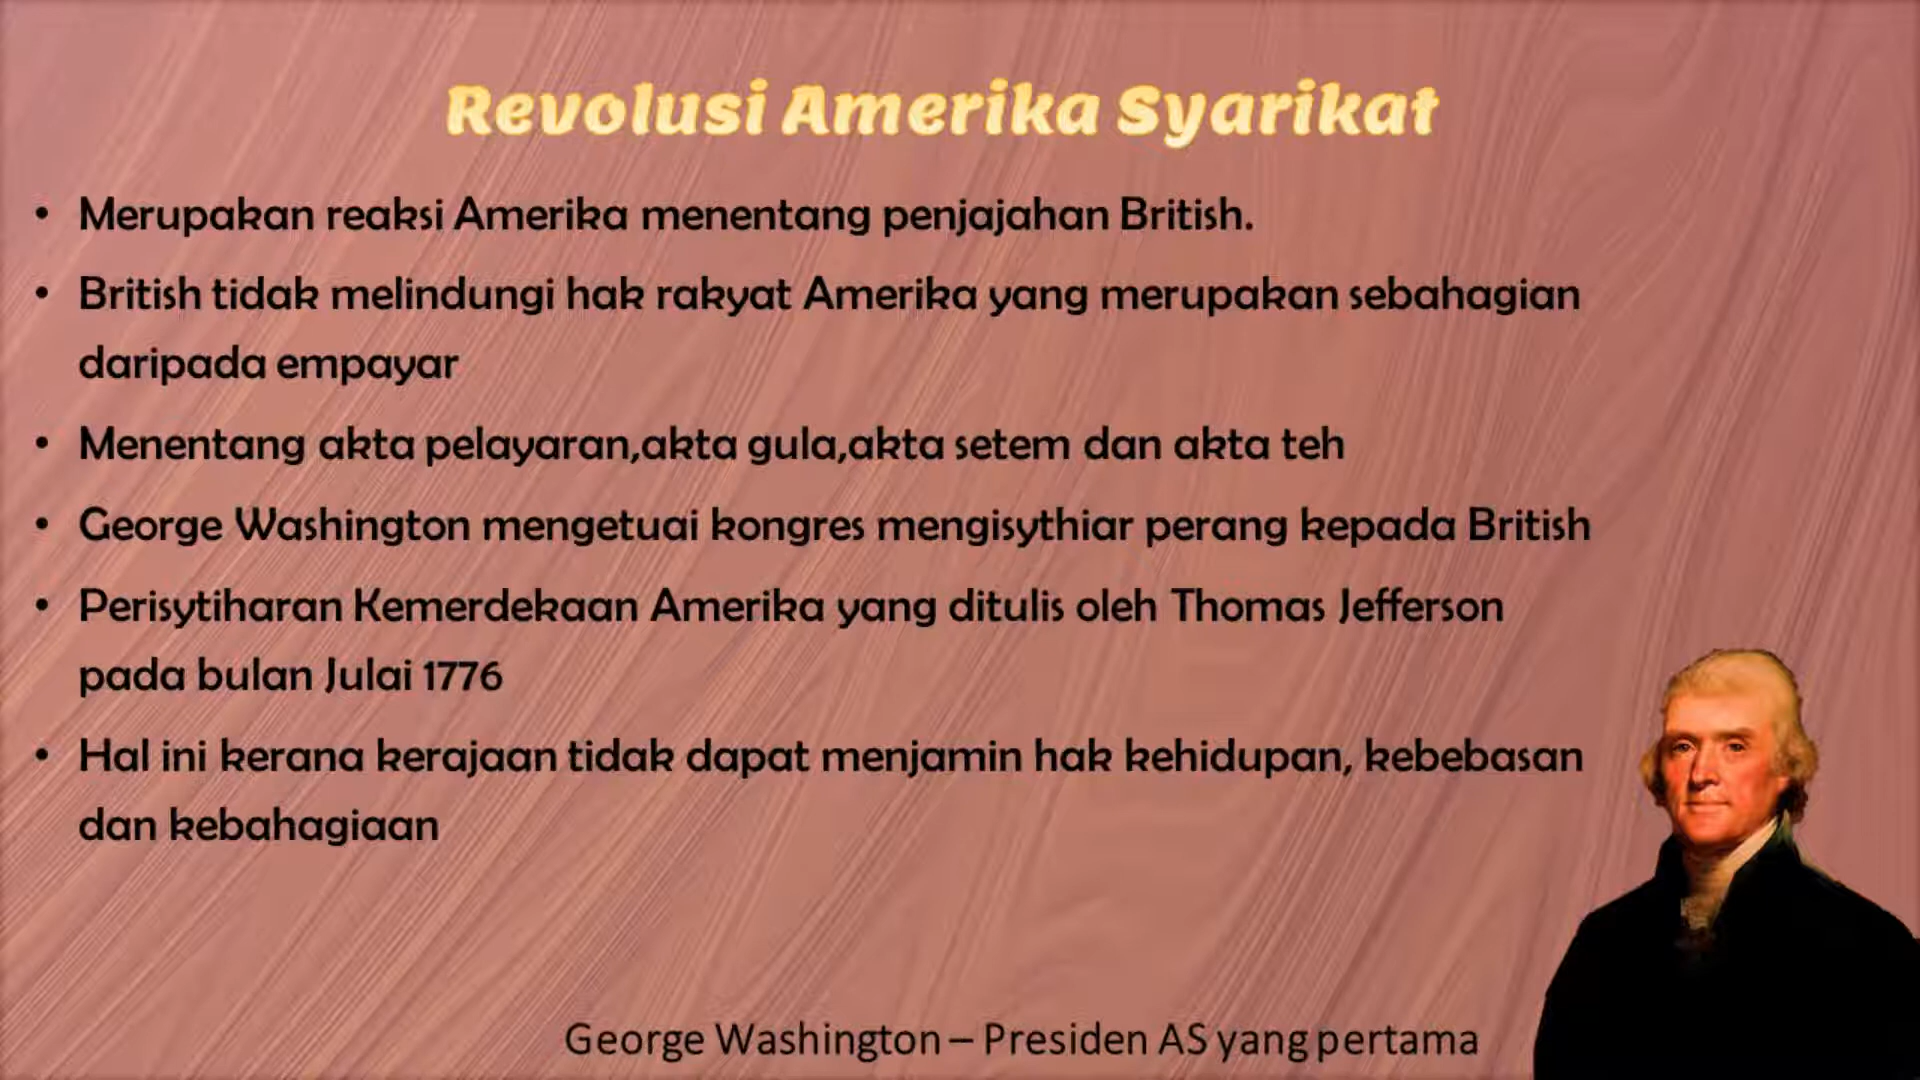 Revolusi Amerika Syarikat
• Merupakan reaksi Amerika menentang penjajahan British.
• British tidak melindungi hak rakyat Amerika yang merupakan sebahagian
daripada empayar
• Menentang akta pelayaran,akta gula,akta setem dan akta teh
• George Washington mengetuai kongres mengisythiar perang kepada British
• Perisytiharan Kemerdekaan Amerika yang ditulis oleh Thomas Jefferson
pada bulan Julai 1776
• Hal ini kerana kerajaan tidak dapat menjamin hak kehidupan, kebebasan
dan kebahagiaan
George Washington – Presiden AS yang pertama